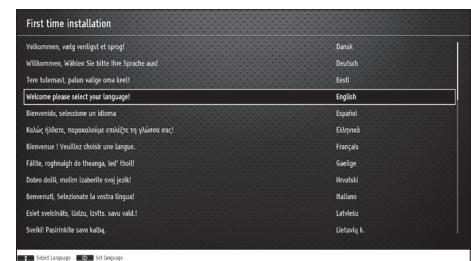 First time installation
Velkommen, vælg venligst et sprog! Dansk
Willkommen, Wählen Sie bitte Ihre Sprache aus! Deutsch
Tere tulemast, palun valige oma keel! Eesti
Welcome please select your language! English
Bienvenido, seleccione un idioma Español
Καλώς ήλθατε, παρακαλούμε επιλέξτε τη γλώσσα σας! Ελληνικά
Bienvenue ! Veuillez choisir une langue. Français
Fáilte, roghnaigh do theanga, led' thoil! Gaeilge
Dobro došli, molim izaberite svoj jezik! Hrvatski
Benvenuti, Selezionate la vostra lingua! Italiano
Esiet sveicināts, lūdzu, izvlts. savu vald.! Latviešu
Sveiki! Pasirinkite savo kalbą. Lietuvių k.
Select Language Set language